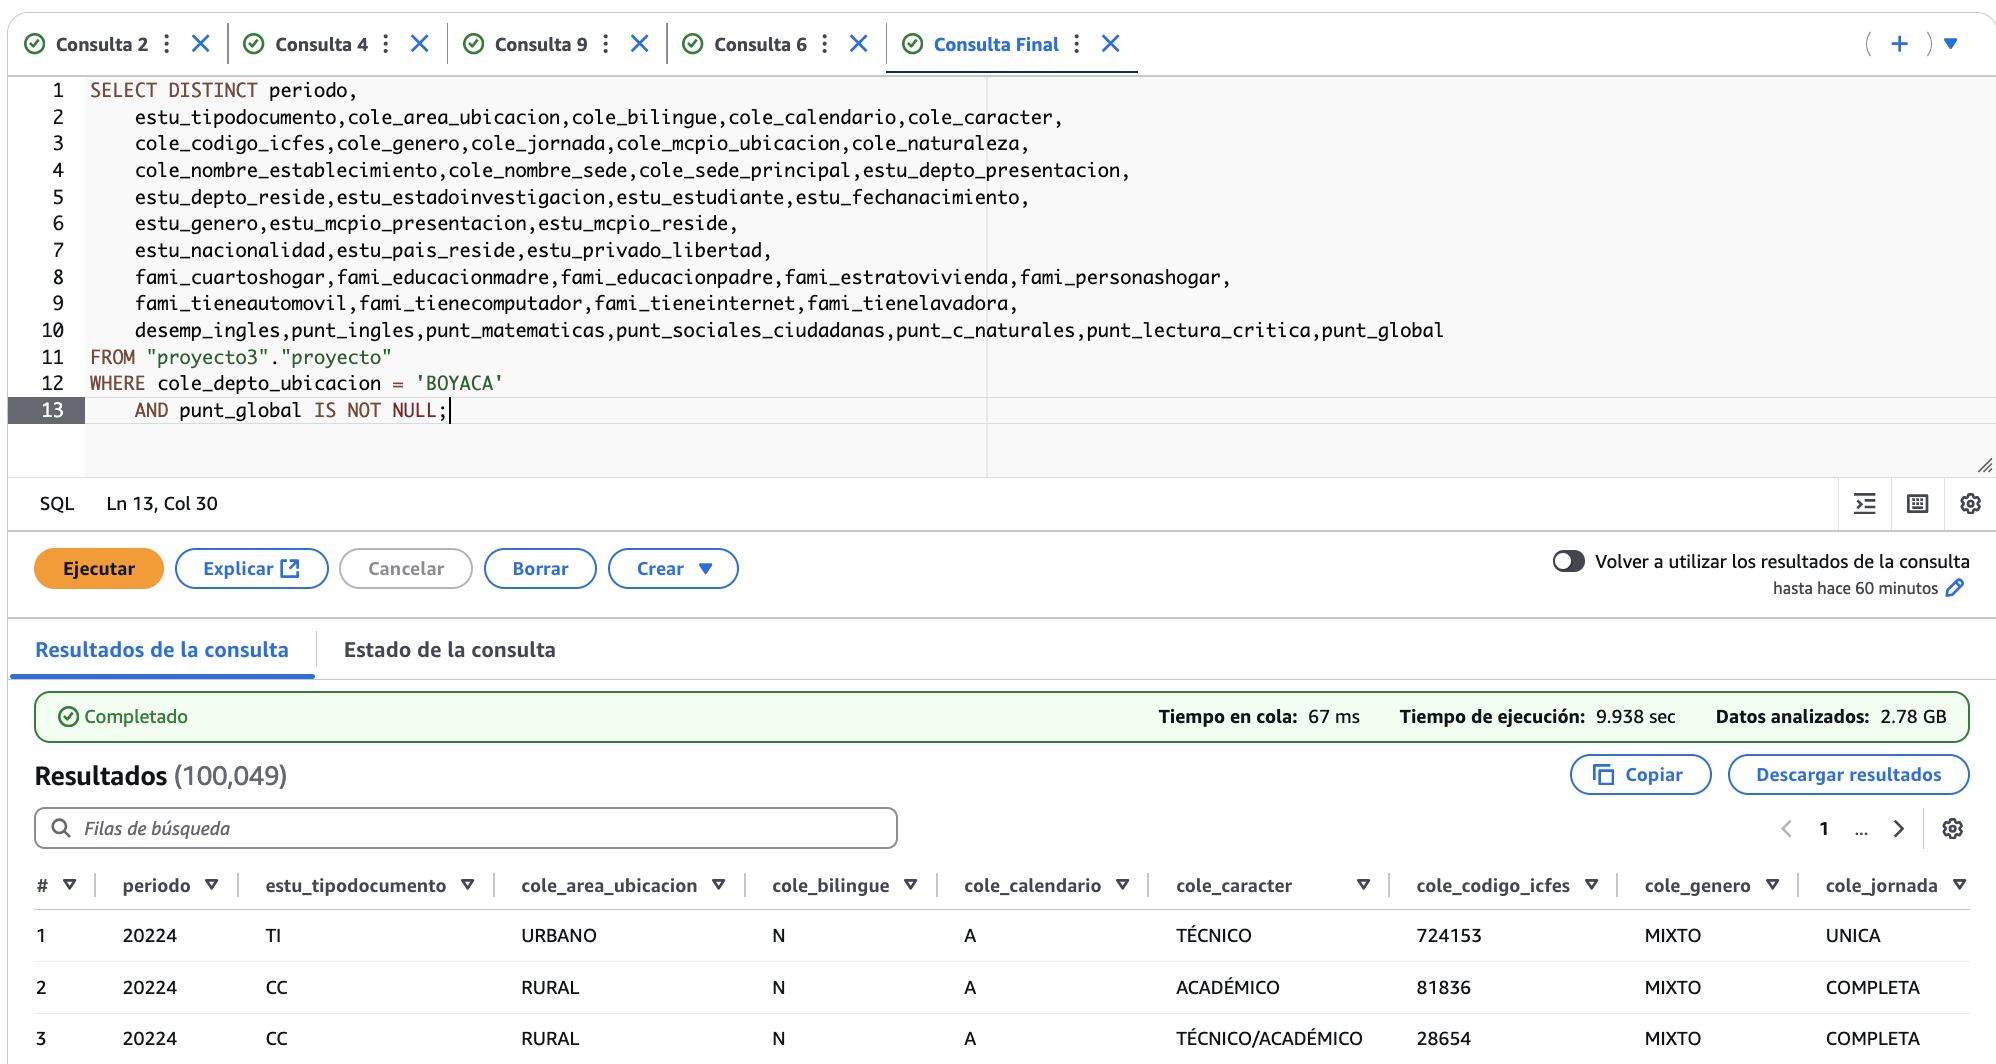 Consulta 2
Consulta 4
Consulta 9
Consulta 6
Consulta Final
1 SELECT DISTINCT periodo,
2 estu_tipodocumento,cole_area_ubicacion,cole_bilingue,cole_calendario,cole_caracter,
3 cole_codigo_icfes,cole_genero,cole_jornada,cole_mcpio_ubicacion,cole_naturaleza,
4 cole_nombre_establecimiento,cole_nombre_sede,cole_sede_principal,estu_depto_presentacion,
5 estu_depto_reside,estu_estadoinvestigacion,estu_estudiante,estu_fechanacimiento,
6 estu_genero,estu_mcpio_presentacion,estu_mcpio_reside,
7 estu_nacionalidad,estu_pais_reside,estu_privado_libertad,
8 fami_cuartoshogar,fami_educacionmadre,fami_educacionpadre,fami_estratovivienda,fami_personashogar,
9 fami_tieneautomovil,fami_tienecomputador,fami_tieneinternet,fami_tienelavadora,
10 desemp_ingles,punt_ingles,punt_matematicas,punt_sociales_ciudadanas,punt_c_naturales,punt_lectura_critica,punt_global
11 FROM "proyecto3"."proyecto"
12 WHERE cole_depto_ubicacion = 'BOYACA'
13 AND punt_global IS NOT NULL;
SQL Ln 13, Col 30
Ejecutar Explicar Cancelar Borrar Crear
Volver a utilizar los resultados de la consulta
hasta hace 60 minutos
Resultados de la consulta Estado de la consulta
Completado Tiempo en cola: 67 ms Tiempo de ejecución: 9.938 sec Datos analizados: 2.78 GB
Resultados (100,049) Copiar Descargar resultados
Filas de búsqueda 1 ...
# periodo estu_tipodocumento cole_area_ubicacion cole_bilingue cole_calendario cole_caracter cole_codigo_icfes cole_genero cole_jornada
1 20224 TI URBANO N A TÉCNICO 724153 MIXTO UNICA
2 20224 CC RURAL N A ACADÉMICO 81836 MIXTO COMPLETA
3 20224 CC RURAL N A TÉCNICO/ACADÉMICO 28654 MIXTO COMPLETA